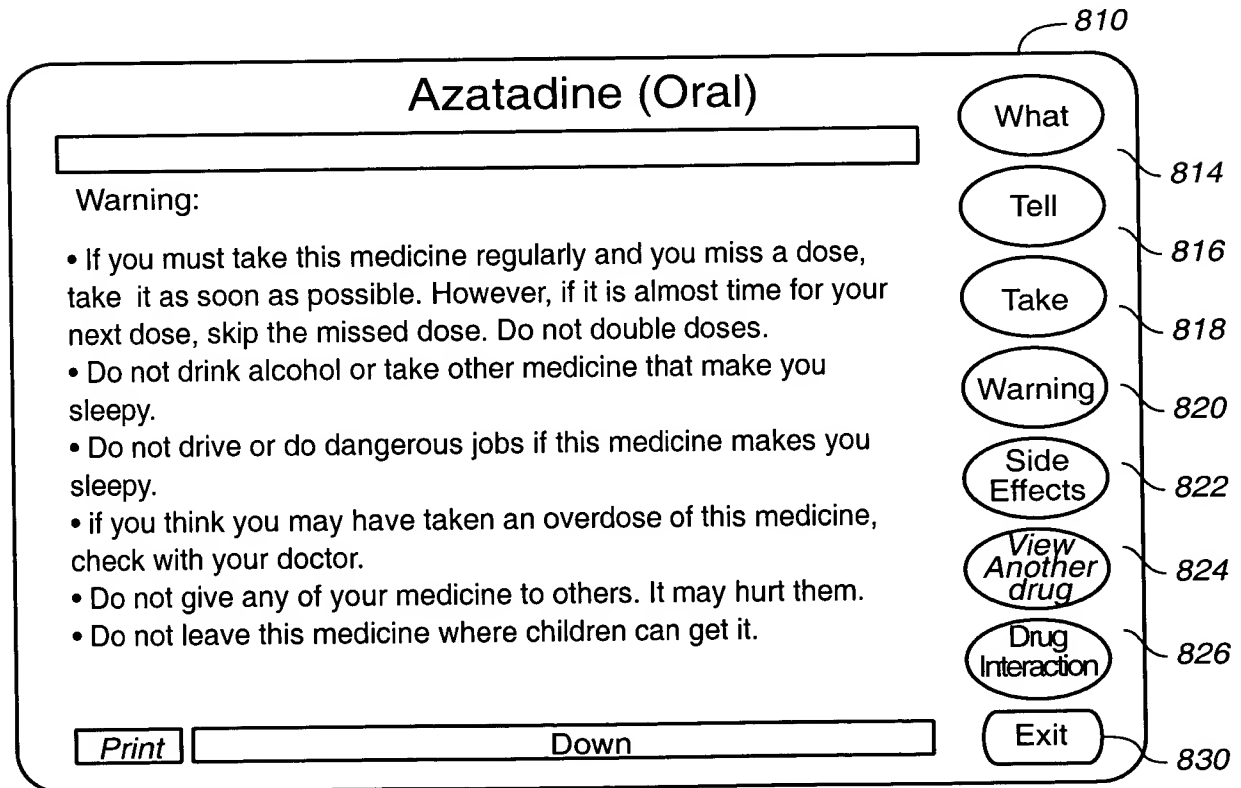 810
Azatadine (Oral)
What
814
Warning:
Tell
816
• If you must take this medicine regularly and you miss a dose,
take it as soon as possible. However, if it is almost time for your
next dose, skip the missed dose. Do not double doses.
• Do not drink alcohol or take other medicine that make you
sleepy.
• Do not drive or do dangerous jobs if this medicine makes you
sleepy.
• if you think you may have taken an overdose of this medicine,
check with your doctor.
• Do not give any of your medicine to others. It may hurt them.
• Do not leave this medicine where children can get it.
Take
818
Warning
820
Side
Effects
822
View
Another
drug
824
Drug
Interaction
826
Print
Down
Exit
830